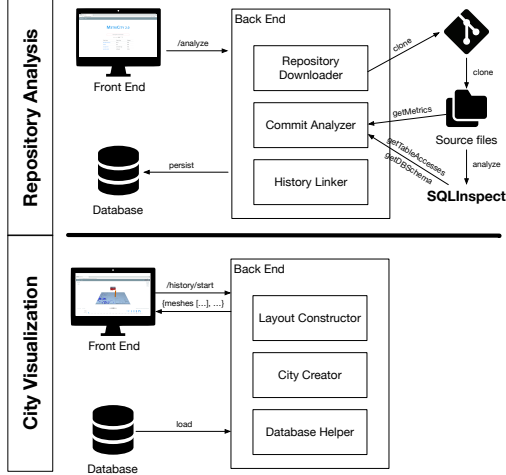 Repository Analysis
Front End
/analyze
Back End
Repository
Downloader
Commit Analyzer
History Linker
clone
clone
getMetrics
Source files
getTableAccesses
getDBSchema
analyze
SQLInspect
persist
Database
City Visualization
Front End
/history/start
{meshes [...], ...}
Back End
Layout Constructor
City Creator
Database Helper
load
Database